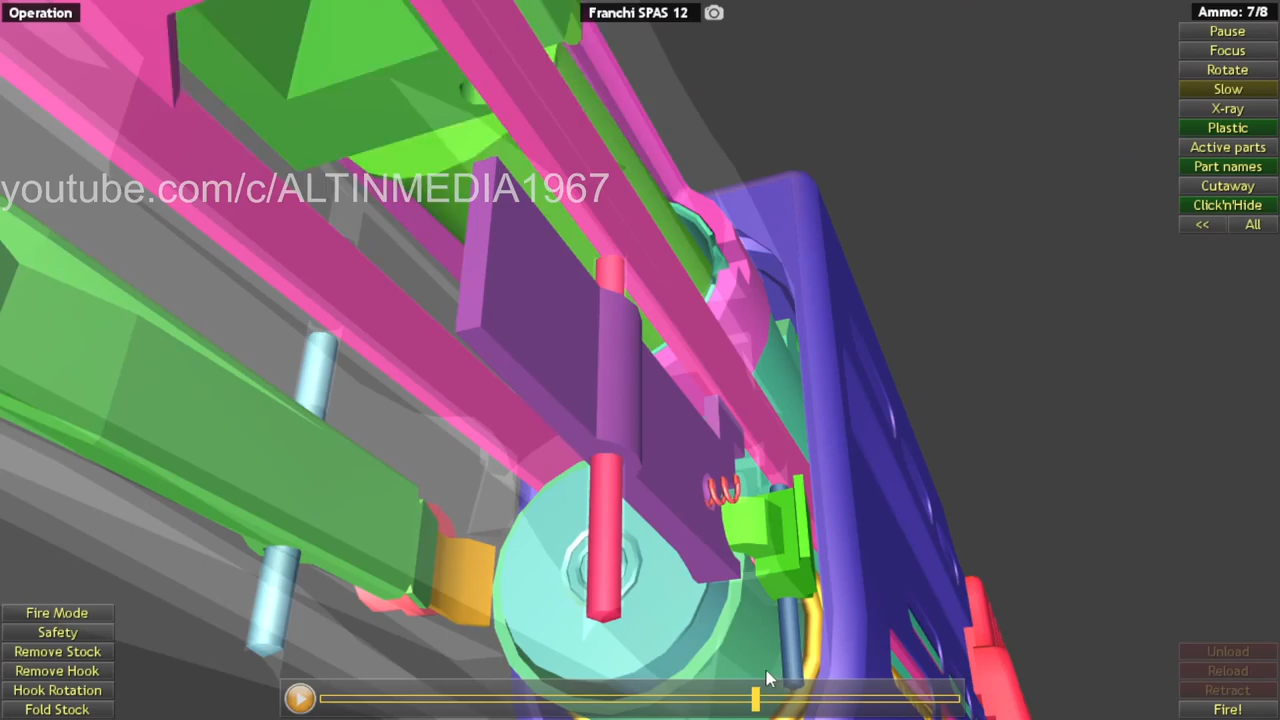 Operation
Franchi SPAS 12
Ammo: 7/8
Pause
Focus
Rotate
Slow
X-ray
Plastic
Active parts
Part names
Cutaway
Click'n'Hide
<< All
youtube.com/c/ALTINMEDIA1967
Fire Mode
Safety
Remove Stock
Remove Hook
Hook Rotation
Fold Stock
Unload
Reload
Retract
Fire!